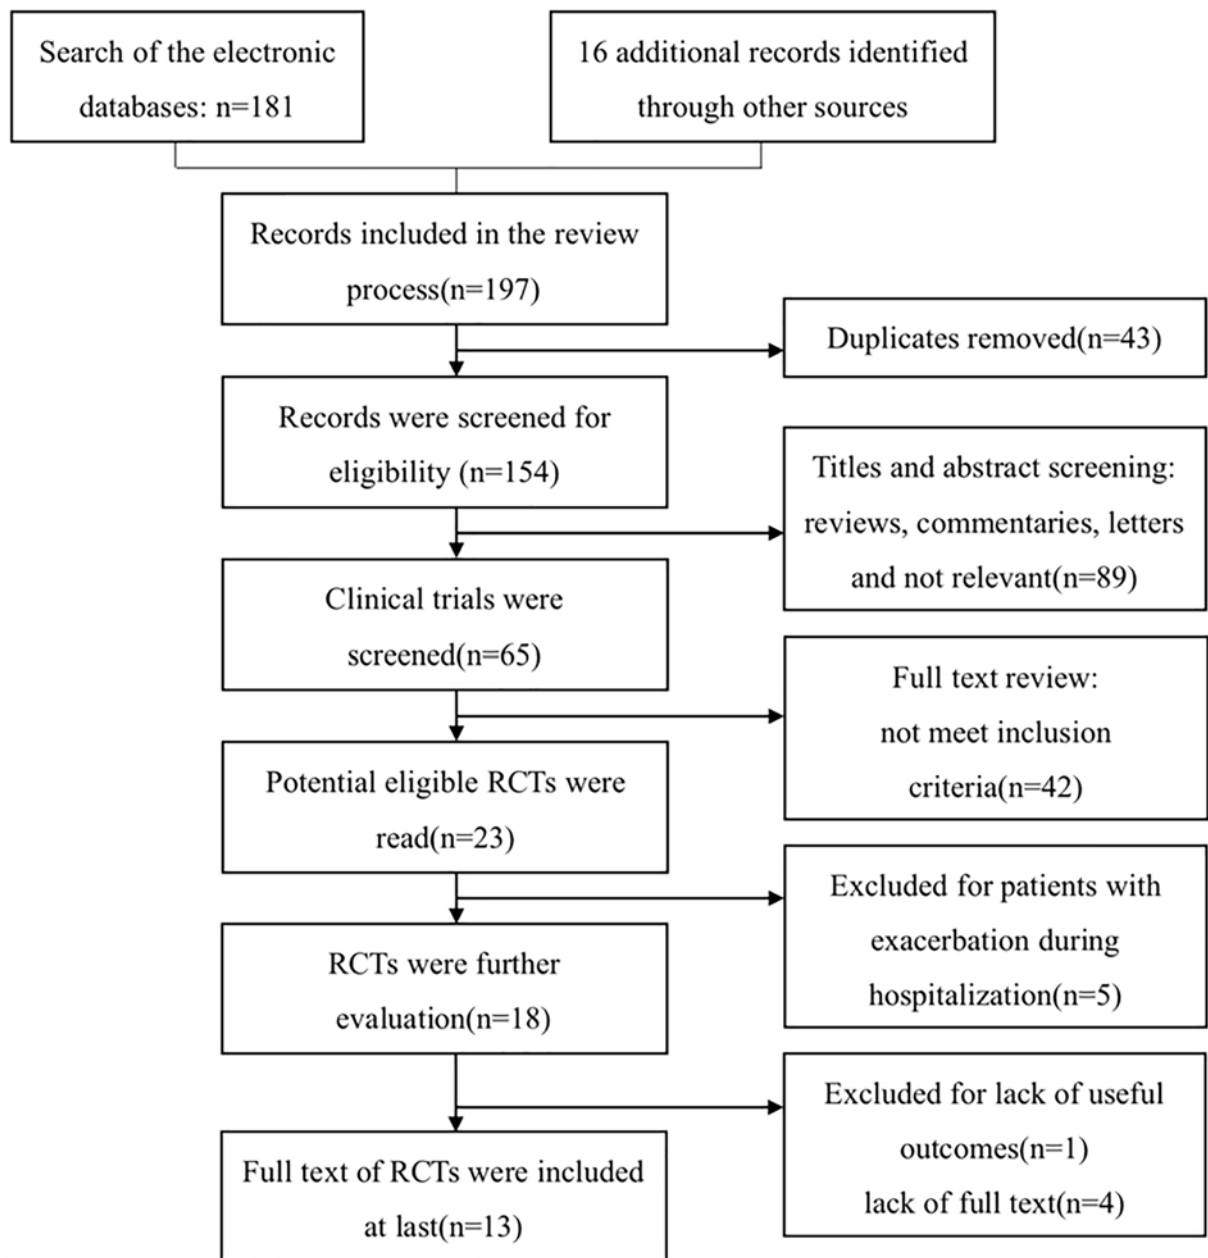 Search of the electronic
databases: n=181
16 additional records identified
through other sources
Records included in the review
process(n=197)
Duplicates removed(n=43)
Records were screened for
eligibility (n=154)
Titles and abstract screening:
reviews, commentaries, letters
and not relevant(n=89)
Clinical trials were
screened(n=65)
Full text review:
not meet inclusion
criteria(n=42)
Potential eligible RCTs were
read(n=23)
Excluded for patients with
exacerbation during
hospitalization(n=5)
RCTs were further
evaluation(n=18)
Excluded for lack of useful
outcomes(n=1)
lack of full text(n=4)
Full text of RCTs were included
at last(n=13)